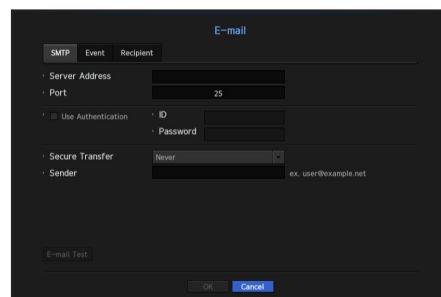 E-mail
SMTP Event Recipient
Server Address
Port 25
Use Authentication ID
Password
Secure Transfer Never
Sender ex. user@example.net
E-mail Test
OK Cancel